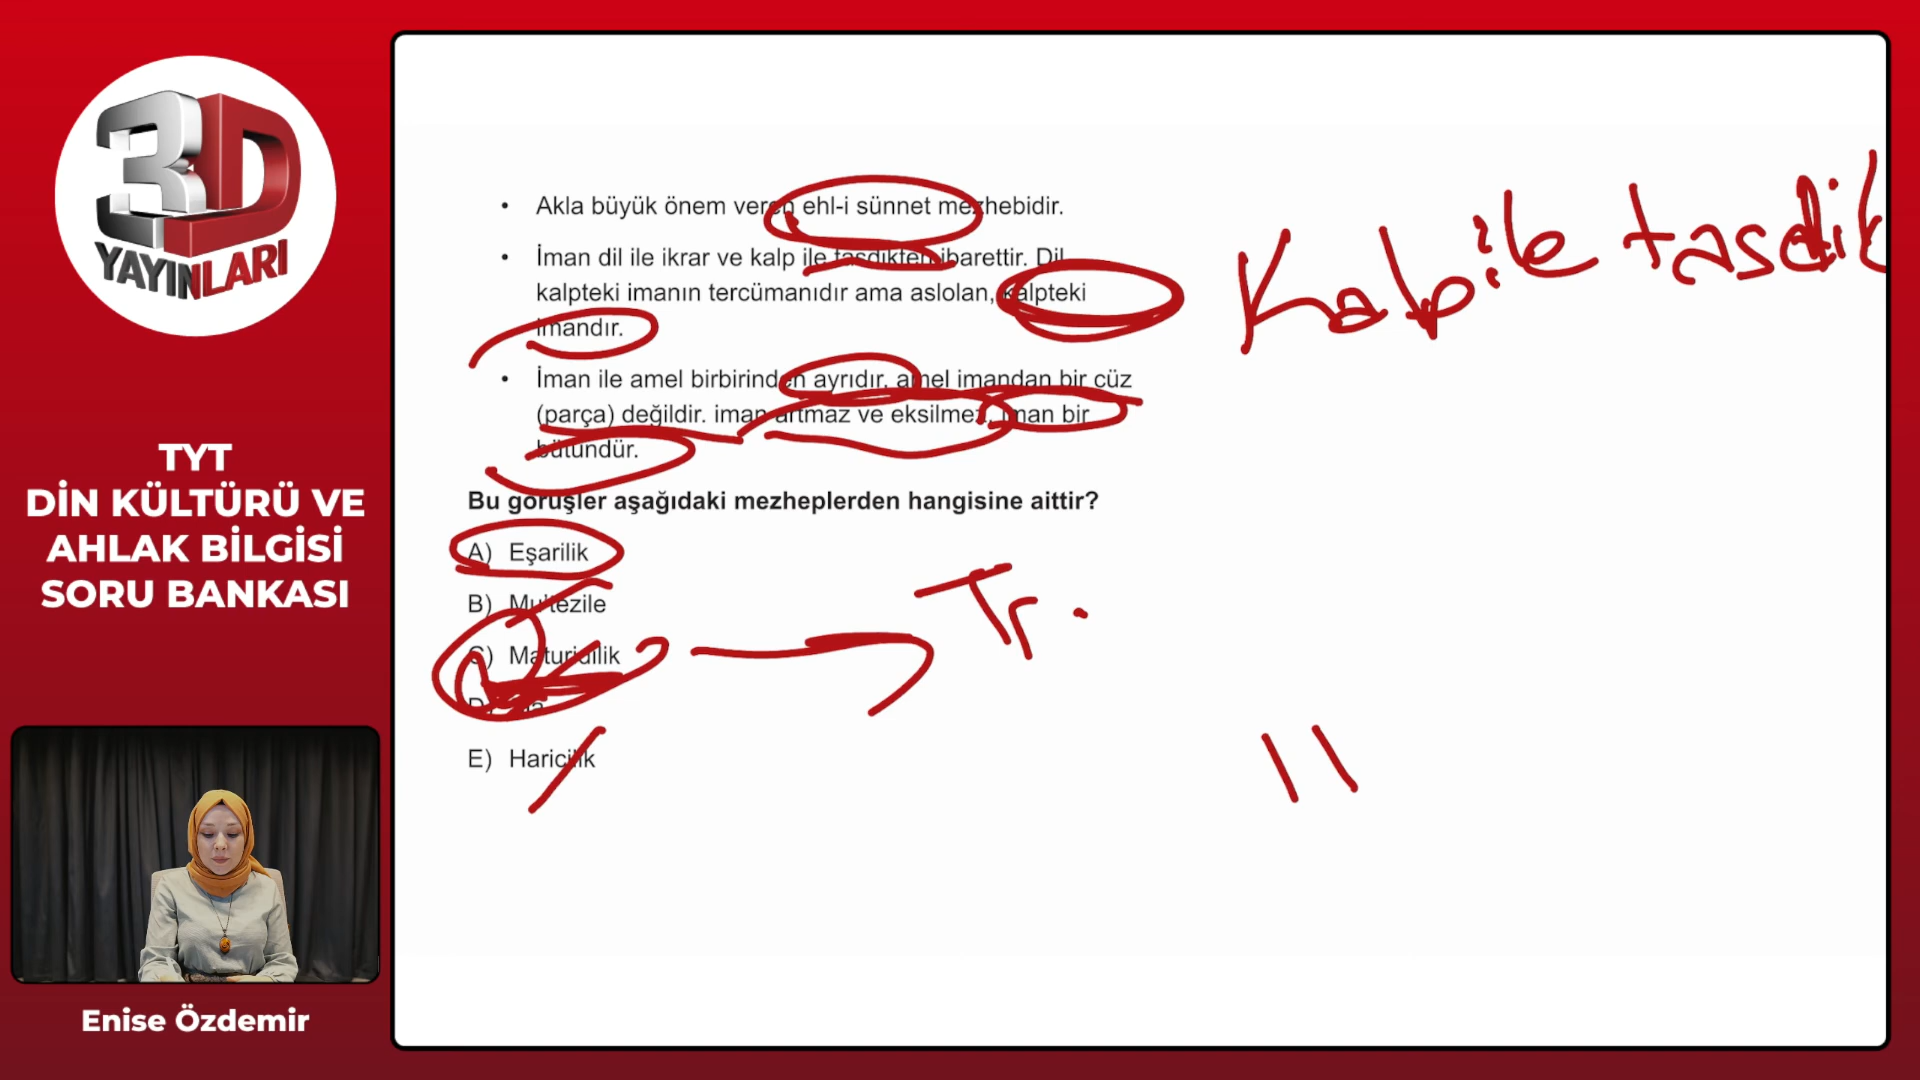 3D
YAYINLARI
TYT
DİN KÜLTÜRÜ VE
AHLAK BİLGİSİ
SORU BANKASI
Enise Özdemir
• Akla büyük önem veren ehl-i sünnet mezhebidir.
• İman dil ile ikrar ve kalp ile tasdikten ibarettir. Dil
kalpteki imanın tercümanıdır ama aslolan, kalpteki
imandır.
• İman ile amel birbirinden ayrıdır. amel imandan bir cüz
(parça) değildir. iman artmaz ve eksilmez. iman bir
bütündür.
Bu görüşler aşağıdaki mezheplerden hangisine aittir?
A) Eşarilik
B) Mu'tezile
C) Maturidilik
D)
E) Haricilik
Kalp ile tasdik
Tr.